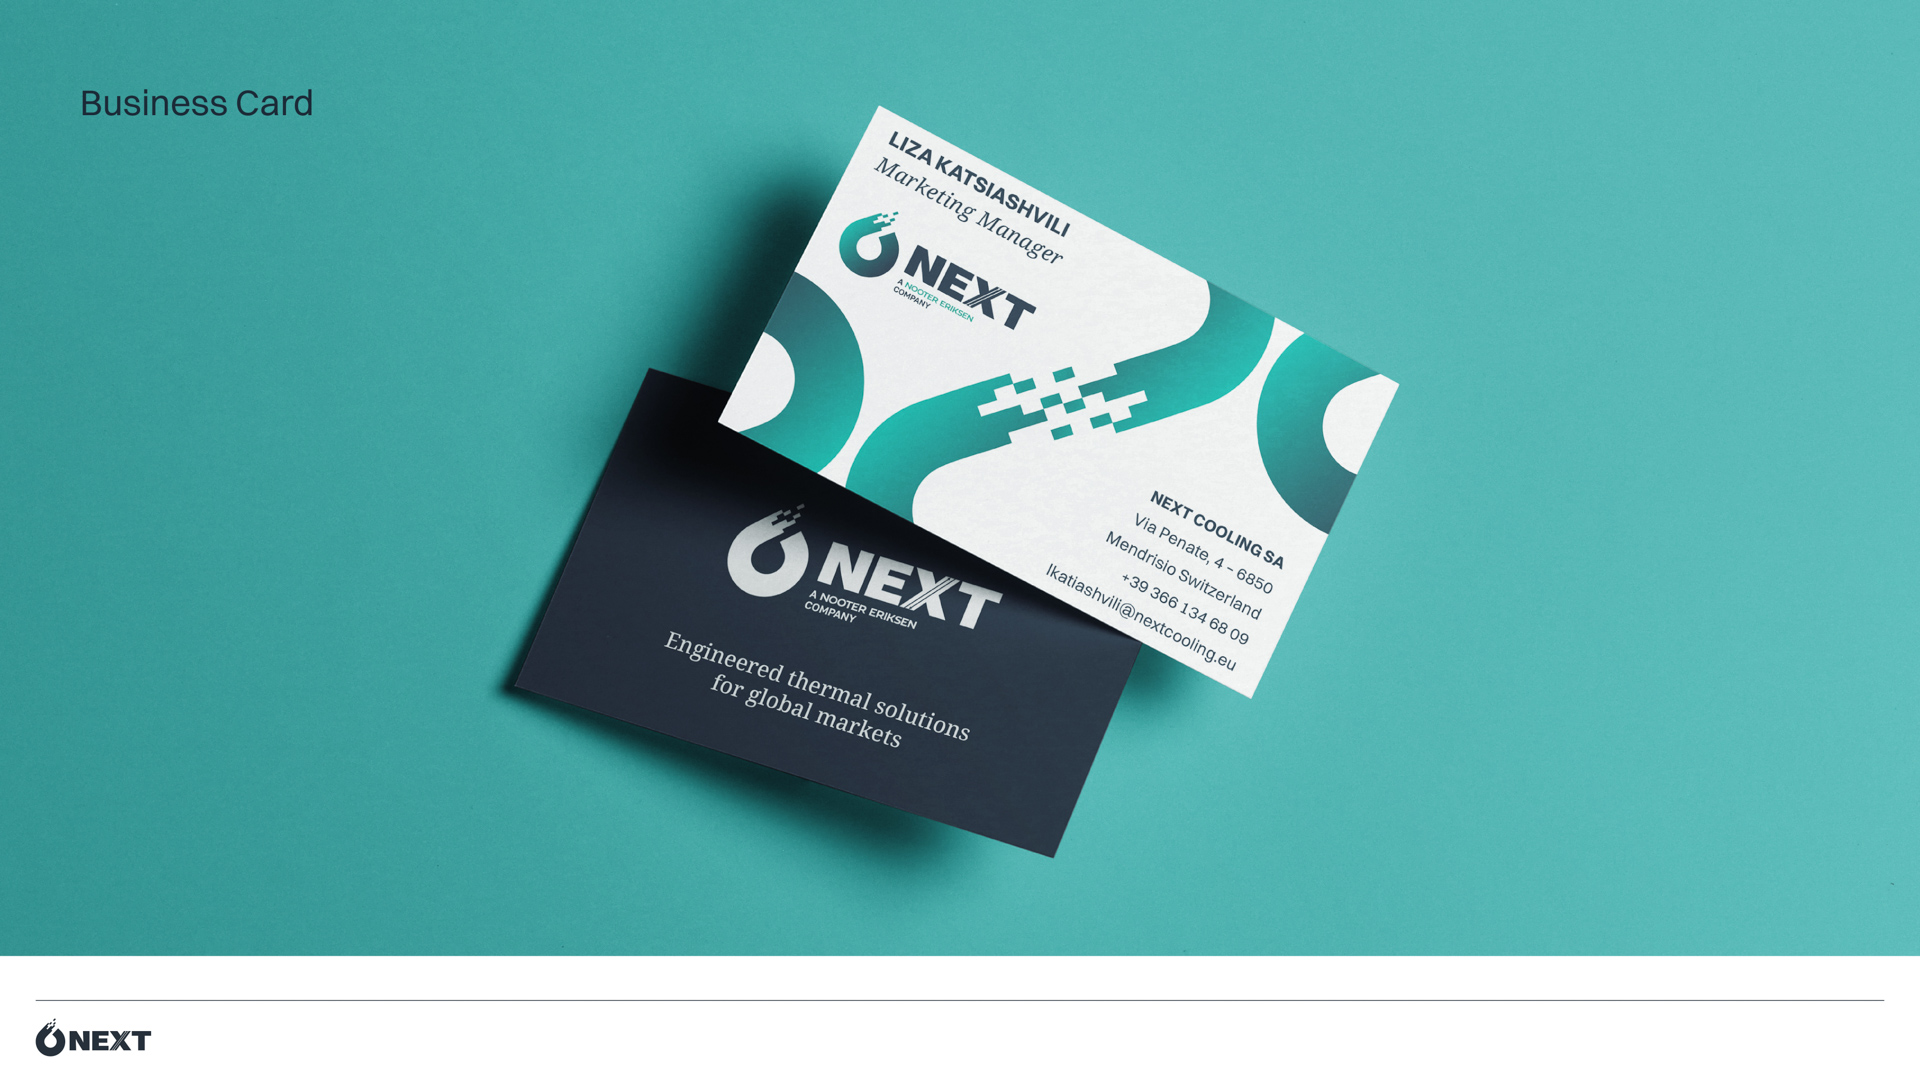 Business Card
LIZA KATSIASHVILI
Marketing Manager
NEXT
A NOOTER ERIKSEN
COMPANY
NEXT COOLING SA
Via Penate, 4 - 6850
Mendrisio Switzerland
+39 366 134 68 09
lkatiashvili@nextcooling.eu
NEXT
A NOOTER ERIKSEN
COMPANY
Engineered thermal solutions
for global markets
NEXT